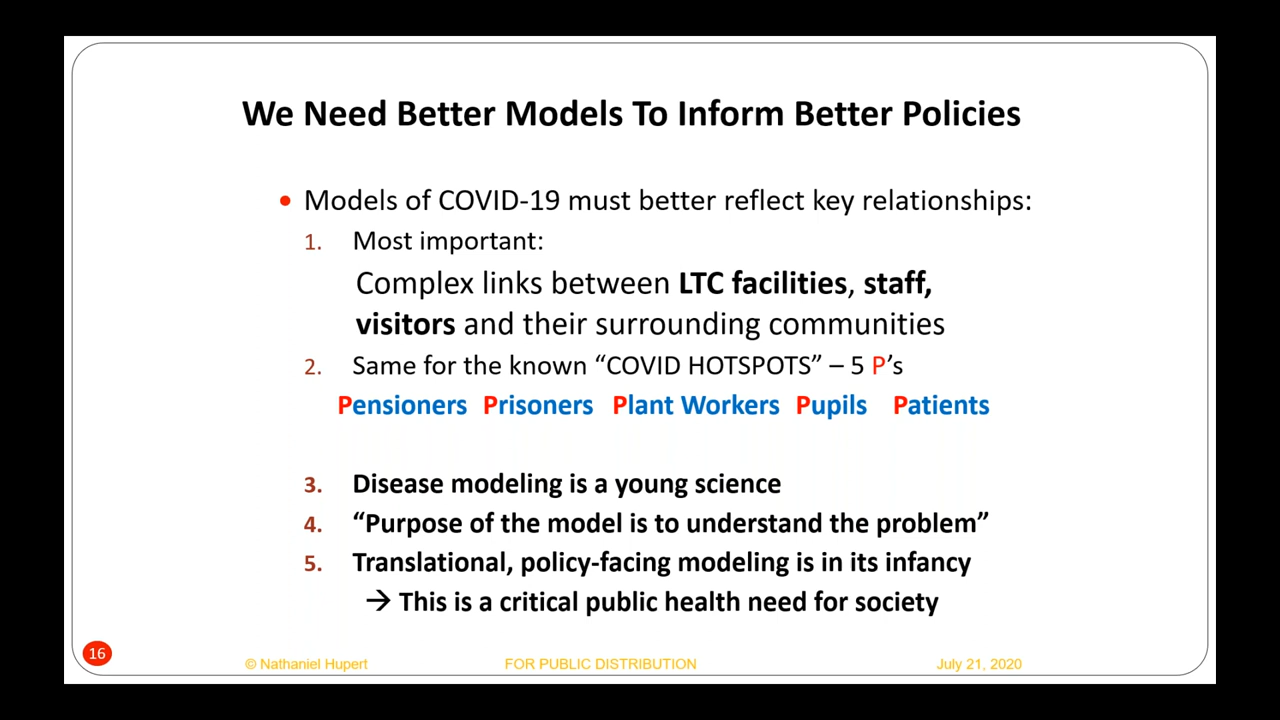 We Need Better Models To Inform Better Policies
• Models of COVID-19 must better reflect key relationships:
1. Most important:
Complex links between LTC facilities, staff,
visitors and their surrounding communities
2. Same for the known “COVID HOTSPOTS” – 5 P’s
Pensioners Prisoners Plant Workers Pupils Patients
3. Disease modeling is a young science
4. “Purpose of the model is to understand the problem”
5. Translational, policy-facing modeling is in its infancy
→ This is a critical public health need for society
16
© Nathaniel Hupert FOR PUBLIC DISTRIBUTION July 21, 2020